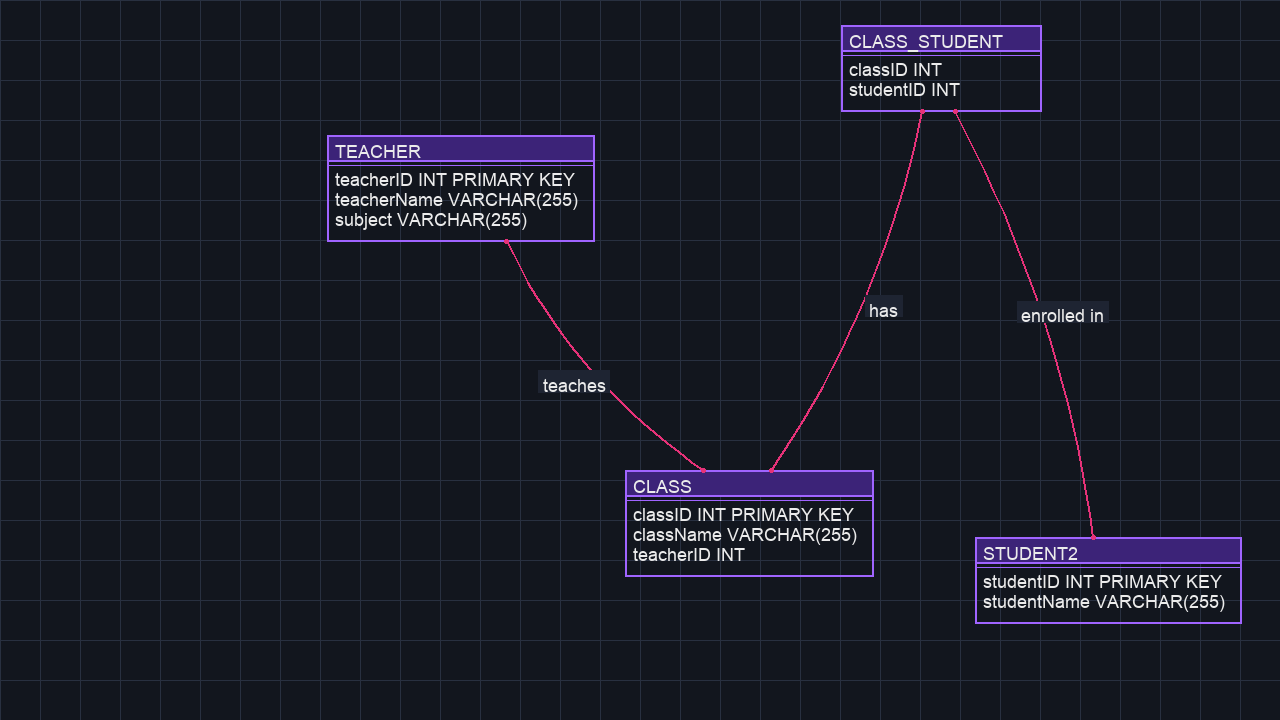 CLASS_STUDENT
classID INT
studentID INT
TEACHER
teacherID INT PRIMARY KEY
teacherName VARCHAR(255)
subject VARCHAR(255)
has
enrolled in
teaches
CLASS
classID INT PRIMARY KEY
className VARCHAR(255)
teacherID INT
STUDENT2
studentID INT PRIMARY KEY
studentName VARCHAR(255)